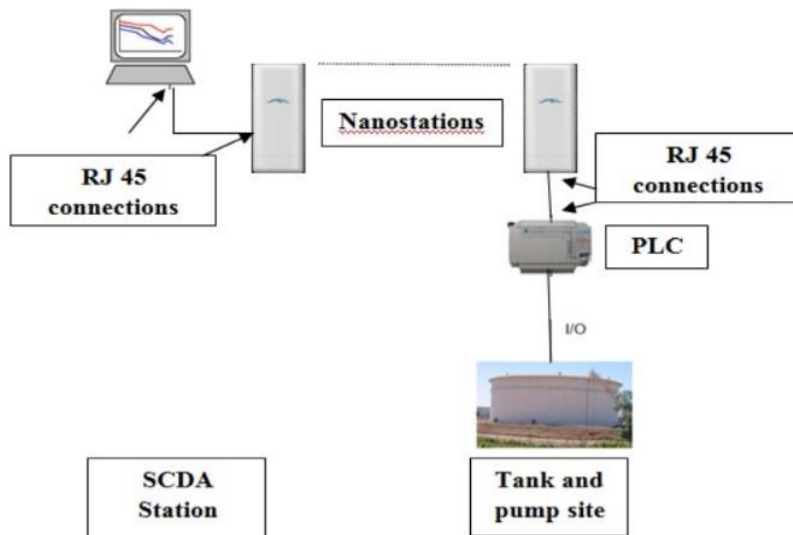 Nanostations
RJ 45
connections
RJ 45
connections
PLC
I/O
SCDA
Station
Tank and
pump site